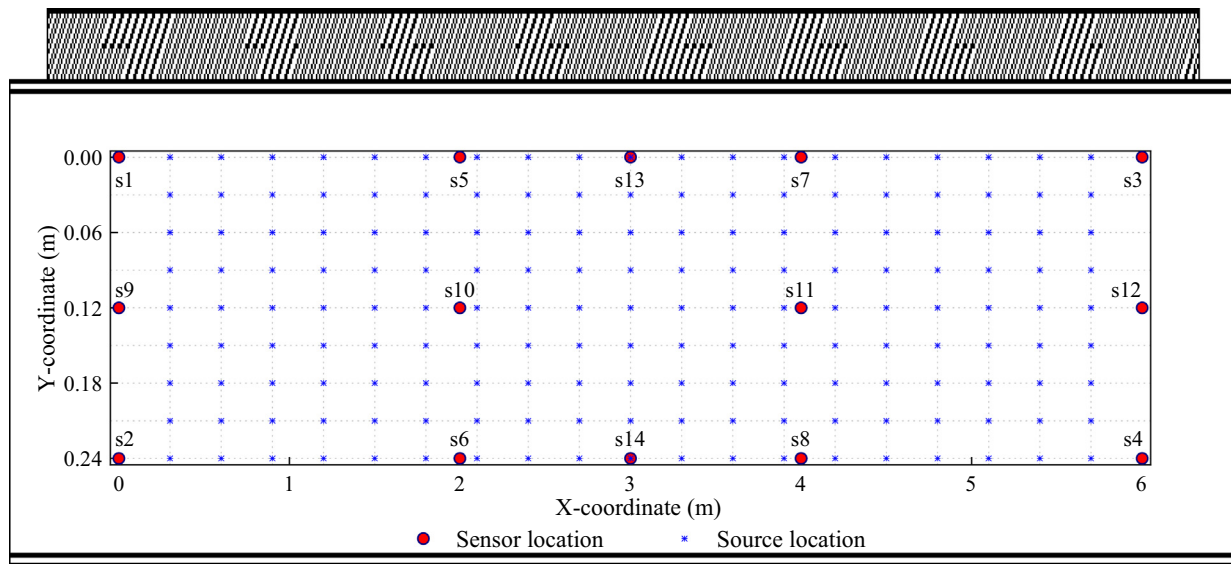 0.00
s1 s5 s13 s7 s3
0.06
Y-coordinate (m)
s9 s10 s11 s12
0.12
0.18
s2 s6 s14 s8 s4
0.24
0 1 2 3 4 5 6
X-coordinate (m)
Sensor location Source location